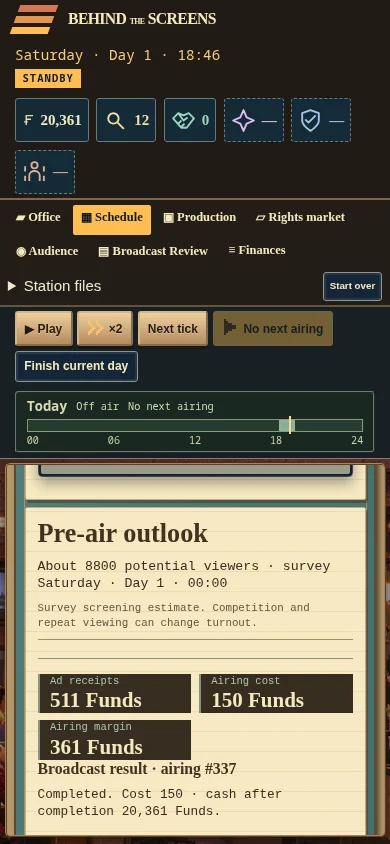 BEHIND THE SCREENS
Saturday · Day 1 · 18:46
STANDBY
20,361
12
0
—
—
—
Office
Schedule
Production
Rights market
Audience
Broadcast Review
Finances
Station files
Start over
Play
×2
Next tick
No next airing
Finish current day
Today Off air No next airing
00 06 12 18 24
Pre-air outlook
About 8800 potential viewers · survey
Saturday · Day 1 · 00:00
Survey screening estimate. Competition and
repeat viewing can change turnout.
Ad receipts
511 Funds
Airing cost
150 Funds
Airing margin
361 Funds
Broadcast result · airing #337
Completed. Cost 150 · cash after
completion 20,361 Funds.